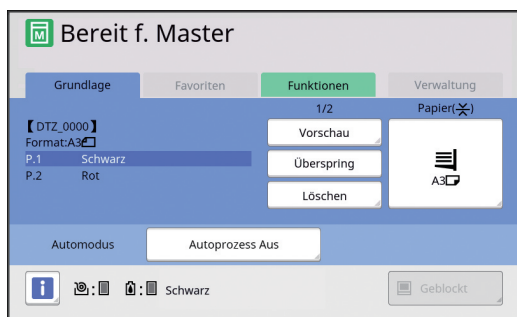 Bereit f. Master
Grundlage Favoriten Funktionen Verwaltung
1/2 Papier( )
【DTZ_0000】
Format:A3
Vorschau
P.1 Schwarz
Überspring
P.2 Rot
A3
Löschen
Automodus Autoprozess Aus
i : : Schwarz Geblockt